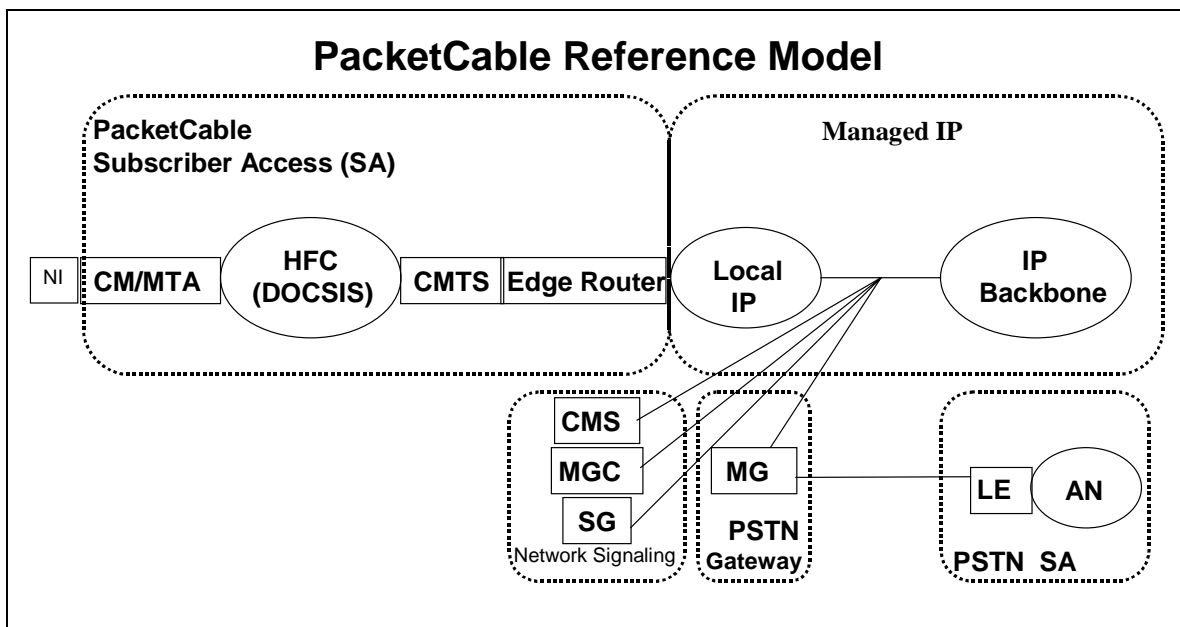 PacketCable Reference Model
PacketCable
Subscriber Access (SA)
Managed IP
NI
CM/MTA
HFC
(DOCSIS)
CMTS
Edge Router
Local
IP
IP
Backbone
CMS
MGC
SG
Network Signaling
MG
PSTN
Gateway
LE
AN
PSTN SA